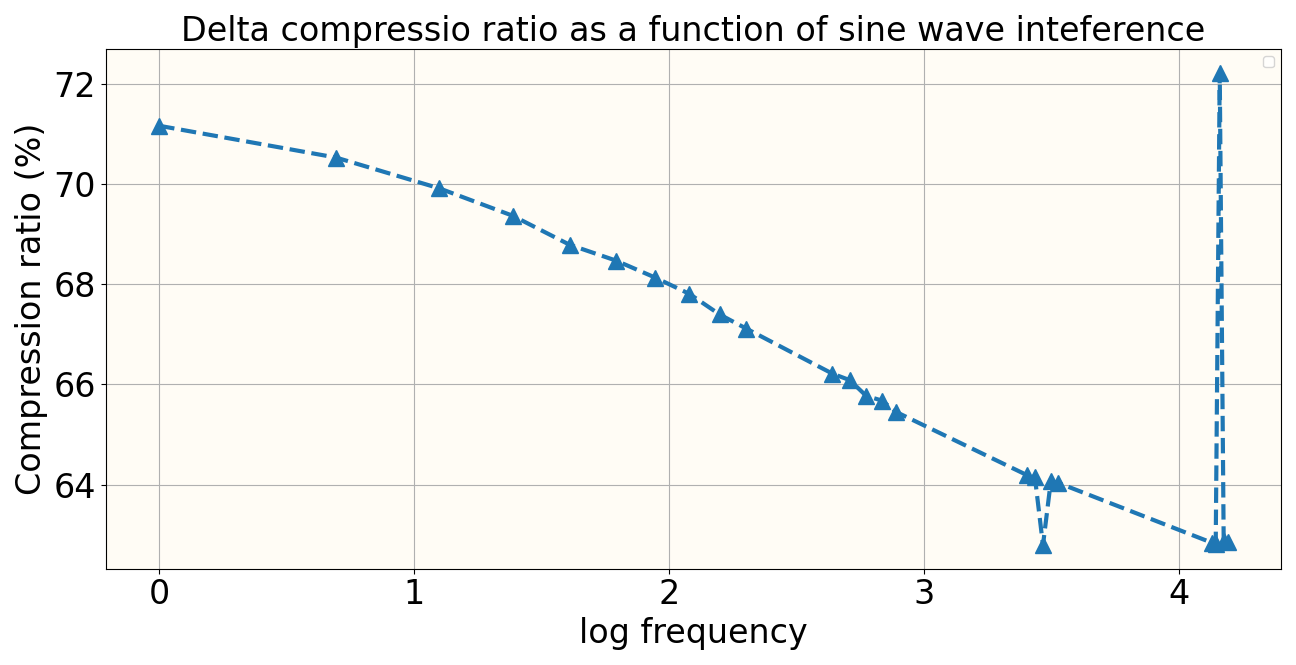 Delta compressio ratio as a function of sine wave inteference
72
70
68
66
64
Compression ratio (%)
0 1 2 3 4
log frequency